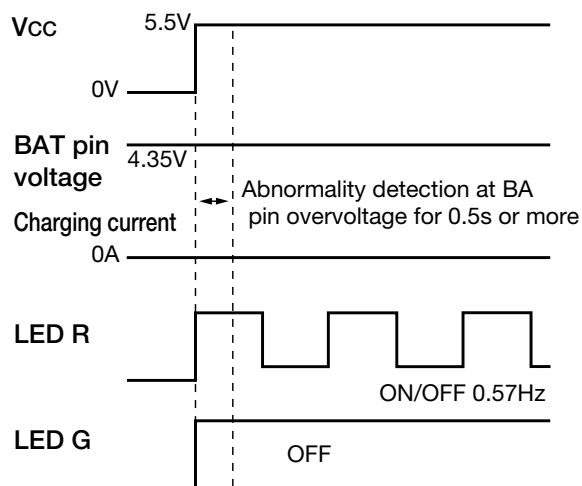 Vcc
5.5V
0V
BAT pin
voltage
4.35V
Abnormality detection at BA
pin overvoltage for 0.5s or more
Charging current
0A
LED R
ON/OFF 0.57Hz
LED G
OFF